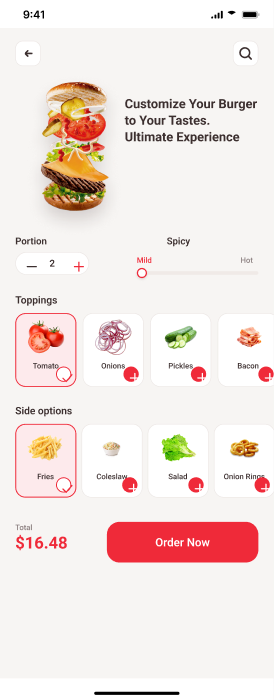 9:41
Customize Your Burger
to Your Tastes.
Ultimate Experience
Portion
Spicy
2
Mild
Hot
Toppings
Tomato
Onions
Pickles
Bacon
Side options
Fries
Coleslaw
Salad
Onion Rings
Total
$16.48
Order Now